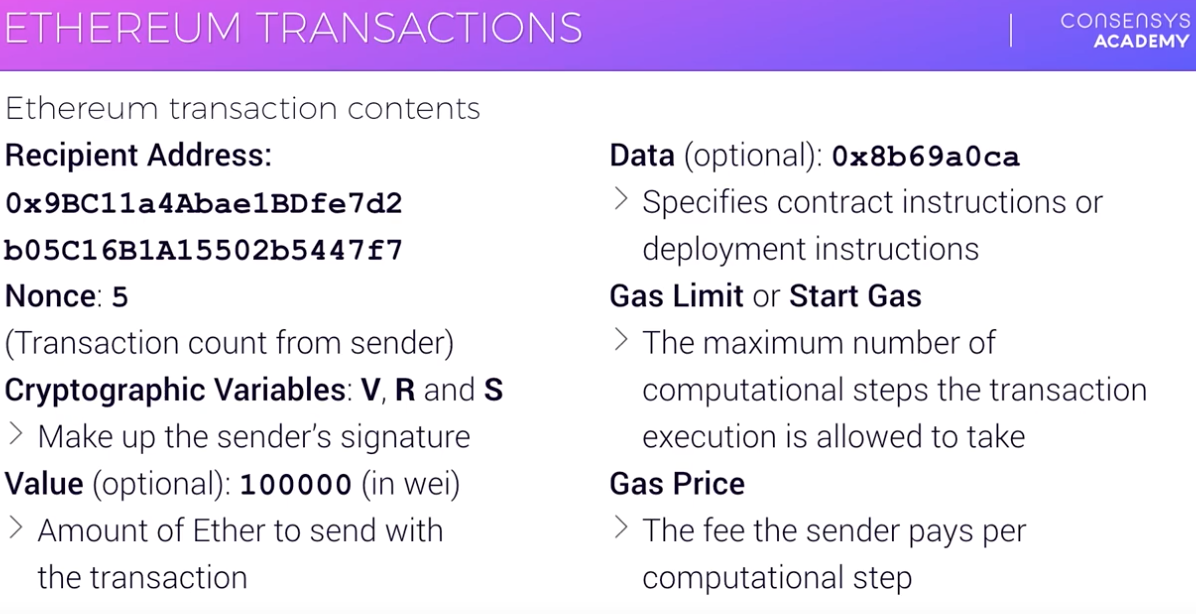 ETHEREUM TRANSACTIONS
CONSENSYS
ACADEMY
Ethereum transaction contents
Recipient Address:
0x9BC11a4Abae1BDfe7d2
b05C16B1A15502b5447f7
Nonce: 5
(Transaction count from sender)
Cryptographic Variables: V, R and S
> Make up the sender's signature
Value (optional): 100000 (in wei)
> Amount of Ether to send with
the transaction
Data (optional): 0x8b69a0ca
> Specifies contract instructions or
deployment instructions
Gas Limit or Start Gas
> The maximum number of
computational steps the transaction
execution is allowed to take
Gas Price
> The fee the sender pays per
computational step